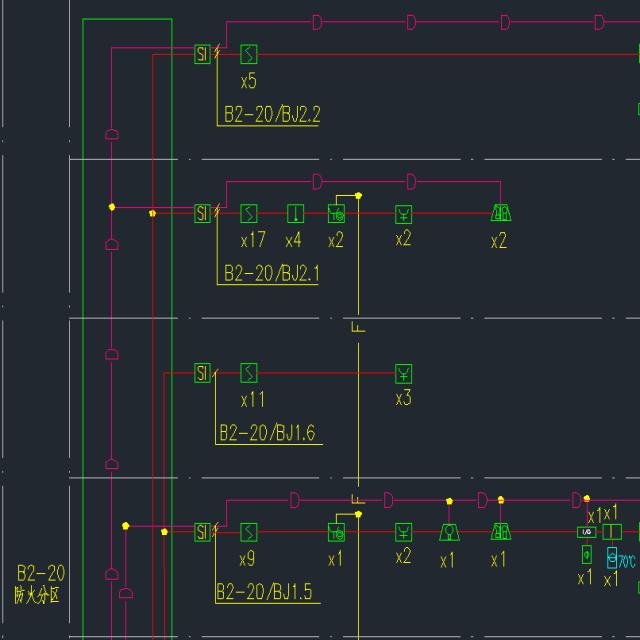 D D D D
SI
x5
B2-20/BJ2.2
D
D D
SI
x17 x4 x2 x2 x2
B2-20/BJ2.1
D
F
D
SI
x11 x3
B2-20/BJ1.6
D
D D D D
F
x1 x1
SI
I/O
x9 x1 x2 x1 x1
70℃
x1 x1
B2-20/BJ1.5
D
D
B2-20
防火分区